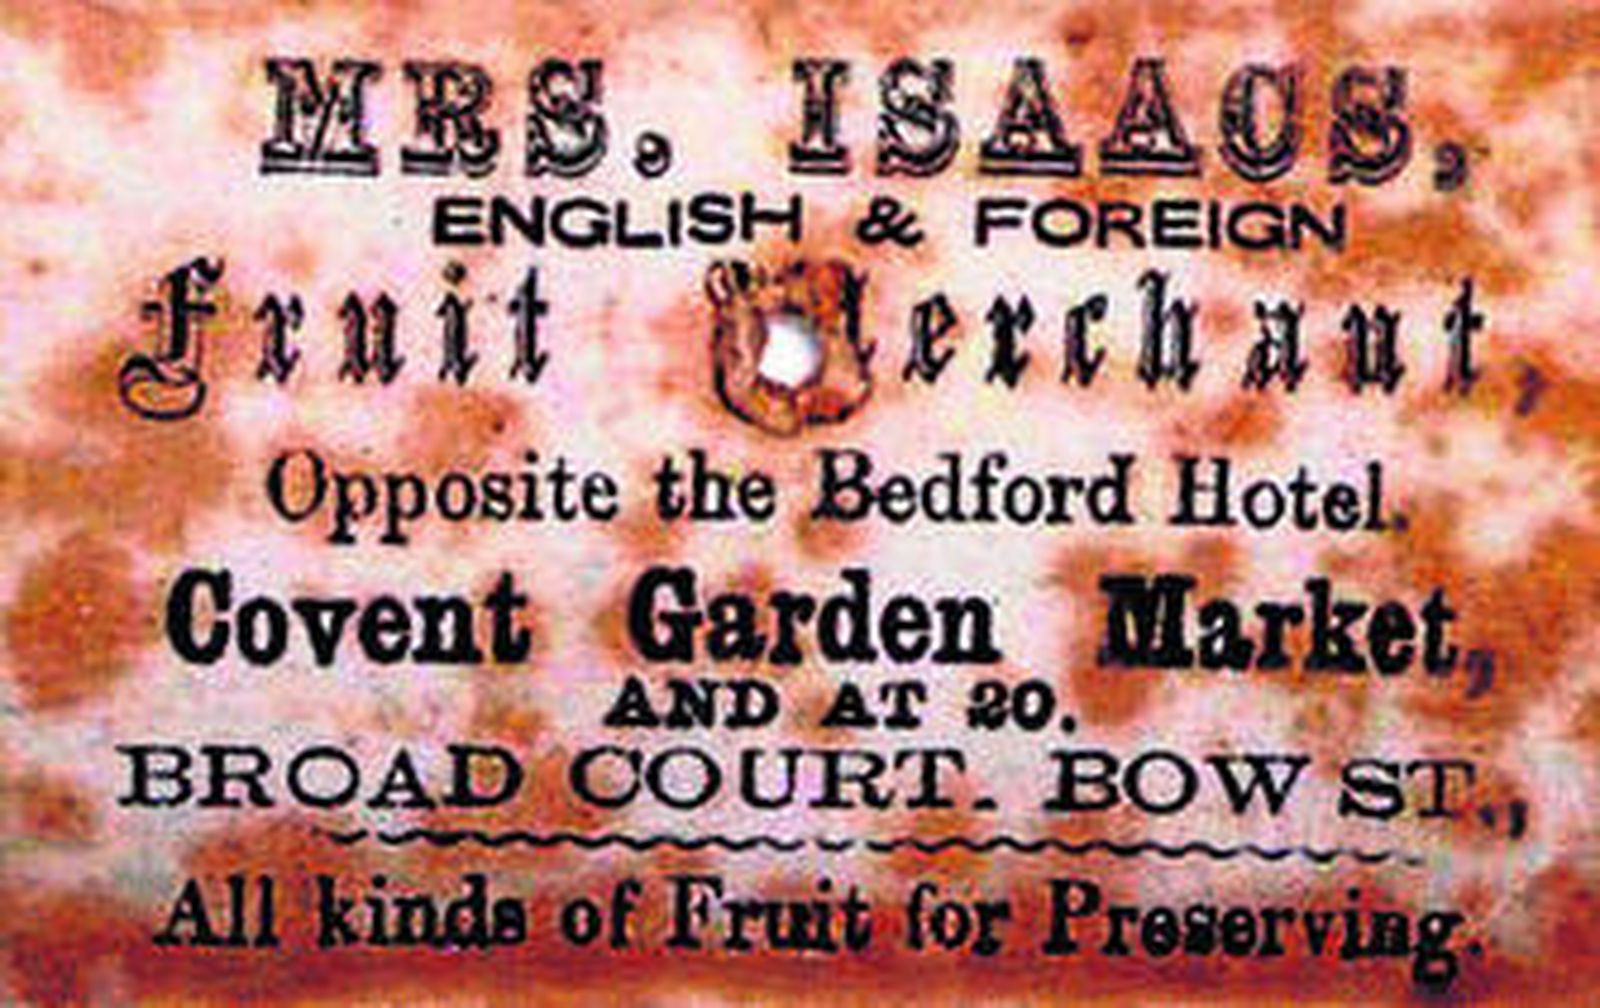 MRS. ISAACS,
ENGLISH & FOREIGN
Fruit Merchant,
Opposite the Bedford Hotel.
Covent Garden Market,
AND AT 20.
BROAD COURT. BOW ST.,
All kinds of Fruit for Preserving.